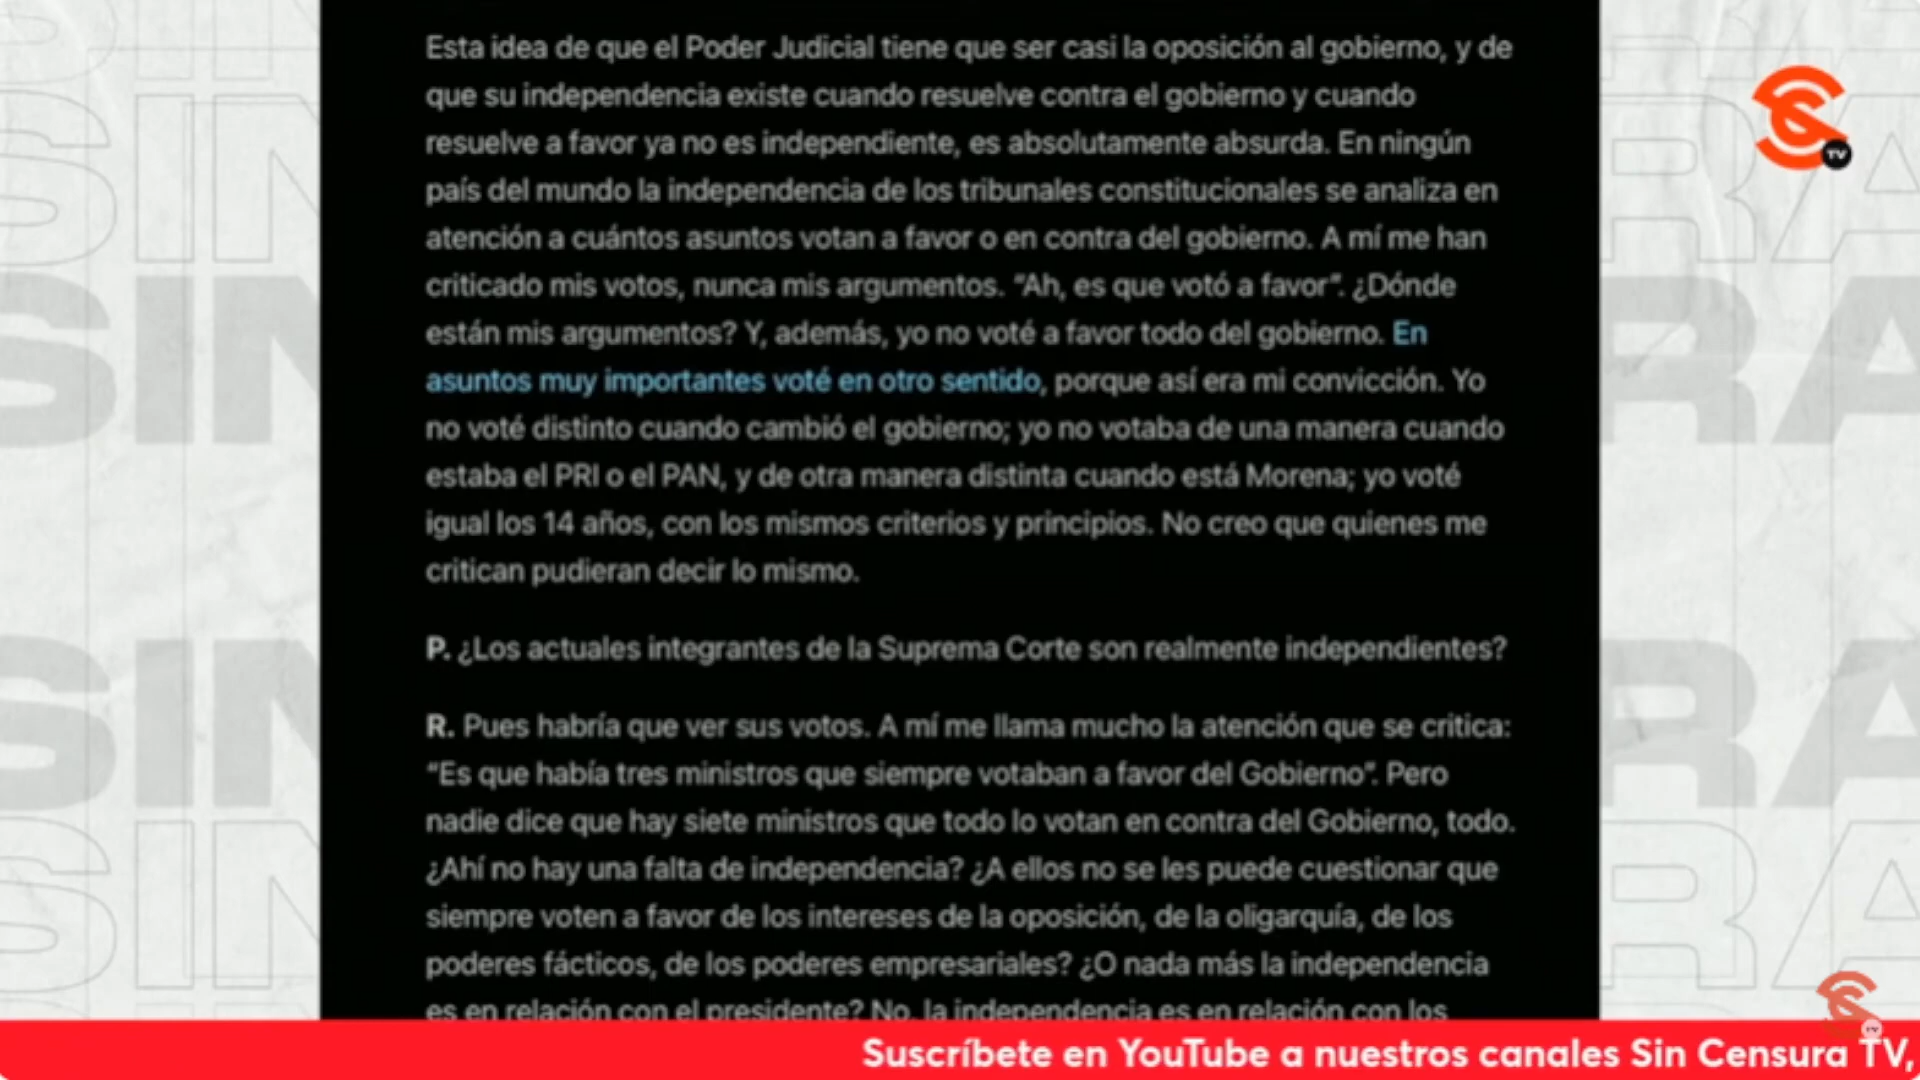 Esta idea de que el Poder Judicial tiene que ser casi la oposición al gobierno, y de
que su independencia existe cuando resuelve contra el gobierno y cuando
resuelve a favor ya no es independiente, es absolutamente absurda. En ningún
país del mundo la independencia de los tribunales constitucionales se analiza en
atención a cuántos asuntos votan a favor o en contra del gobierno. A mí me han
criticado mis votos, nunca mis argumentos. “Ah, es que votó a favor”. ¿Dónde
están mis argumentos? Y, además, yo no voté a favor todo del gobierno. En
asuntos muy importantes voté en otro sentido, porque así era mi convicción. Yo
no voté distinto cuando cambió el gobierno; yo no votaba de una manera cuando
estaba el PRI o el PAN, y de otra manera distinta cuando está Morena; yo voté
igual los 14 años, con los mismos criterios y principios. No creo que quienes me
critican pudieran decir lo mismo.
P. ¿Los actuales integrantes de la Suprema Corte son realmente independientes?
R. Pues habría que ver sus votos. A mí me llama mucho la atención que se critica:
“Es que había tres ministros que siempre votaban a favor del Gobierno”. Pero
nadie dice que hay siete ministros que todo lo votan en contra del Gobierno, todo.
¿Ahí no hay una falta de independencia? ¿A ellos no se les puede cuestionar que
siempre voten a favor de los intereses de la oposición, de la oligarquía, de los
poderes fácticos, de los poderes empresariales? ¿O nada más la independencia
es en relación con el presidente? No, la independencia es en relación con los
Suscríbete en YouTube a nuestros canales Sin Censura TV,
TV
SIN
SIN
SIN
SIN
RA
RA
RA
RA
TV